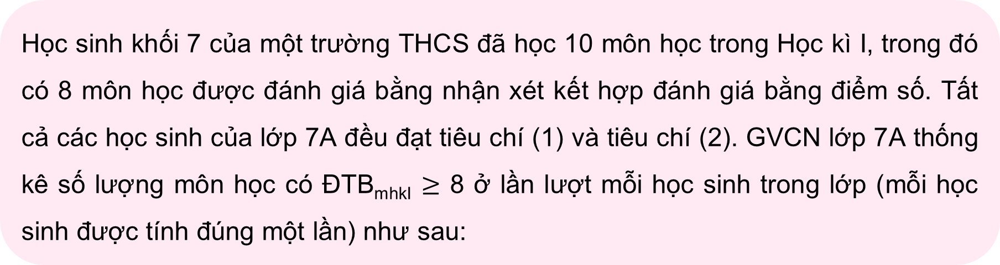 Học sinh khối 7 của một trường THCS đã học 10 môn học trong Học kì I, trong đó
có 8 môn học được đánh giá bằng nhận xét kết hợp đánh giá bằng điểm số. Tất
cả các học sinh của lớp 7A đều đạt tiêu chí (1) và tiêu chí (2). GVCN lớp 7A thống
kê số lượng môn học có ĐTBmhkI ≥ 8 ở lần lượt mỗi học sinh trong lớp (mỗi học
sinh được tính đúng một lần) như sau: